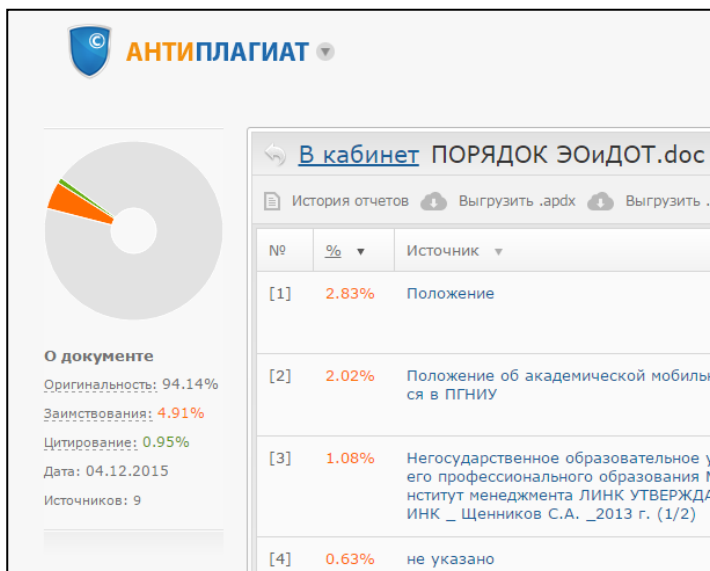 ©
АНТИПЛАГИАТ
В кабинет ПОРЯДОК ЭОиДОТ.doc
История отчетов Выгрузить .apdx Выгрузить .
№ % Источник
[1] 2.83% Положение
[2] 2.02% Положение об академической мобильн
ся в ПГНИУ
[3] 1.08% Негосударственное образовательное у
его профессионального образования М
нститут менеджмента ЛИНК УТВЕРЖДА
ИНК _ Щенников С.А. _2013 г. (1/2)
[4] 0.63% не указано
О документе
Оригинальность: 94.14%
Заимствования: 4.91%
Цитирование: 0.95%
Дата: 04.12.2015
Источников: 9